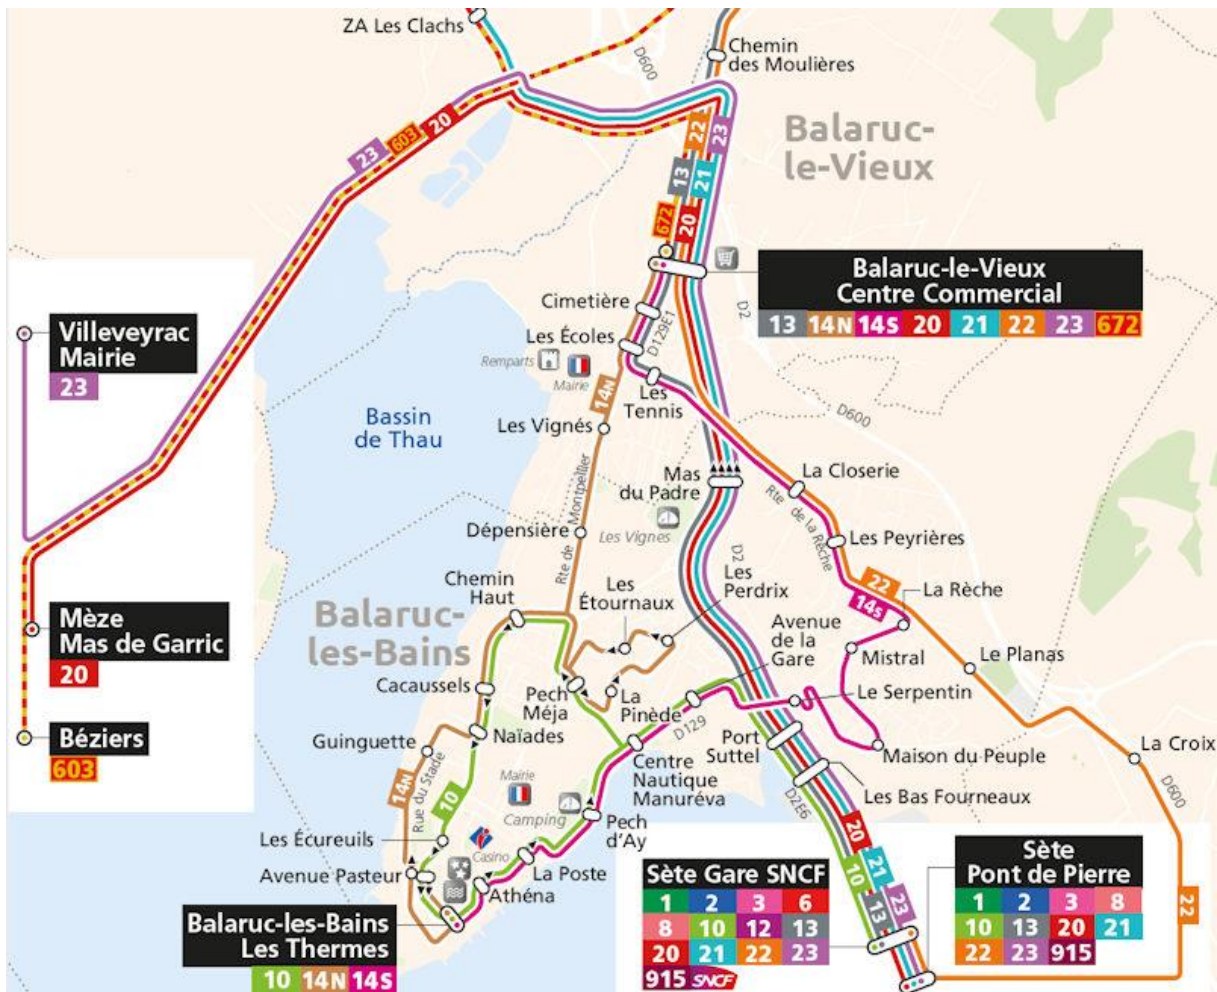 ZA Les Clachs
D600
Chemin
des Moulières
Balaruc-
le-Vieux
23
603
20
22
23
13
21
672
20
Balaruc-le-Vieux
Centre Commercial
13 14N 14S 20 21 22 23 672
D2
Cimetière
D129E1
Les Écoles
Remparts
Mairie
Les
Tennis
14N
D600
Villeveyrac
Mairie
23
Bassin
de Thau
Les Vignés
La Closerie
Mas
du Padre
Rte de la Rèche
Rte de Montpellier
Dépensière
Les Vignes
D2
Les Peyrières
Chemin
Haut
Les
Étournaux
Les
Perdrix
22
14S
La Rèche
Mèze
Mas de Garric
20
Balaruc-
les-Bains
Avenue
de la
Gare
Mistral
Le Planas
Cacaussels
Pech
Méja
La
Pinède
Le Serpentin
D129
Béziers
603
Guinguette
Naïades
Port
Suttel
Maison du Peuple
La Croix
14N
Rue du Stade
10
Mairie
Camping
Centre
Nautique
Manuréva
D2E6
Les Bas Fourneaux
D600
Les Écureuils
Casino
Pech
d'Ay
20
21
10
13
23
22
Avenue Pasteur
La Poste
Athéna
Balaruc-les-Bains
Les Thermes
10 14N 14S
Sète Gare SNCF
1 2 3 6
8 10 12 13
20 21 22 23
915 SNCF
Sète
Pont de Pierre
1 2 3 8
10 13 20 21
22 23 915